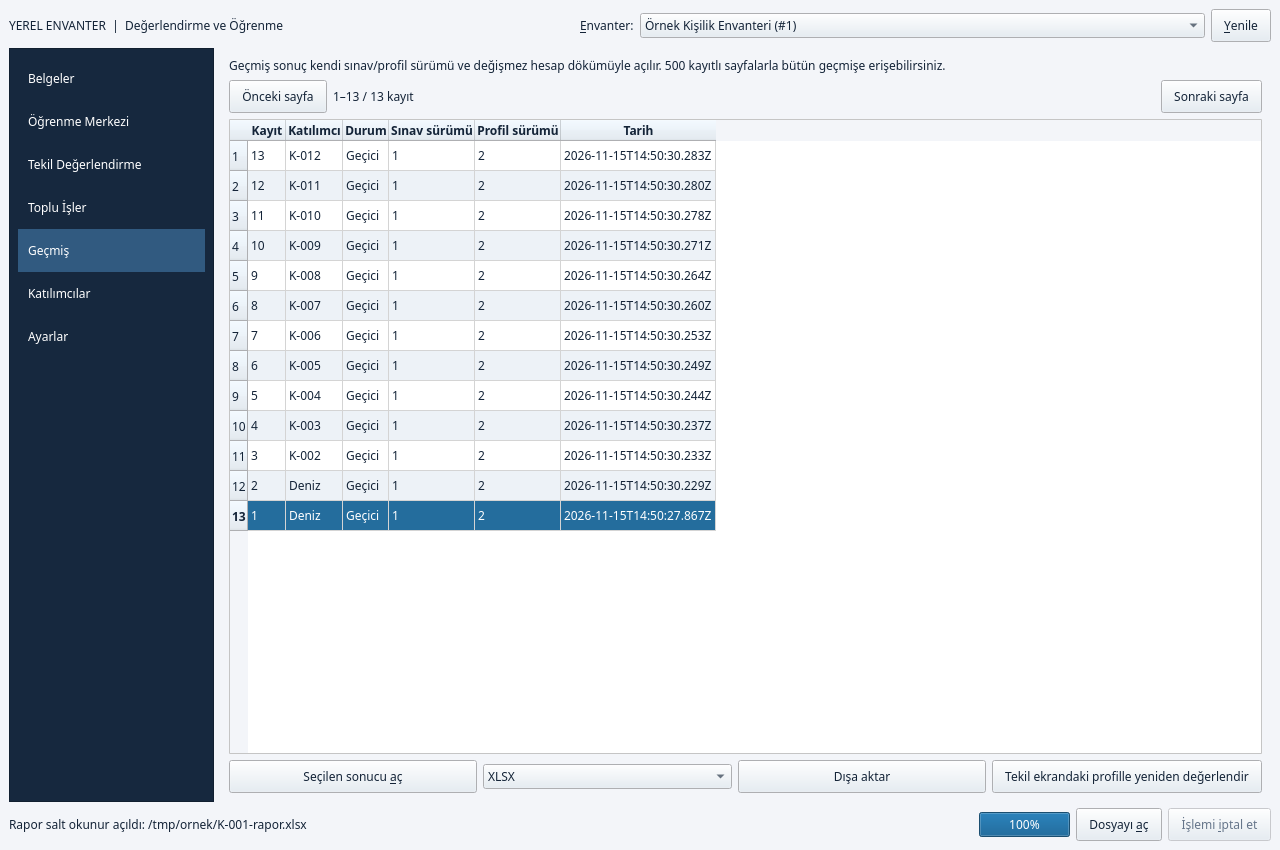 YEREL ENVANTER | Değerlendirme ve Öğrenme
Envanter: Örnek Kişilik Envanteri (#1) Yenile
Belgeler
Öğrenme Merkezi
Tekil Değerlendirme
Toplu İşler
Geçmiş
Katılımcılar
Ayarlar
Geçmiş sonuç kendi sınav/profil sürümü ve değişmez hesap dökümüyle açılır. 500 kayıtlı sayfalarla bütün geçmişe erişebilirsiniz.
Önceki sayfa 1–13 / 13 kayıt Sonraki sayfa
Kayıt Katılımcı Durum Sınav sürümü Profil sürümü Tarih
1 13 K-012 Geçici 1 2 2026-11-15T14:50:30.283Z
2 12 K-011 Geçici 1 2 2026-11-15T14:50:30.280Z
3 11 K-010 Geçici 1 2 2026-11-15T14:50:30.278Z
4 10 K-009 Geçici 1 2 2026-11-15T14:50:30.271Z
5 9 K-008 Geçici 1 2 2026-11-15T14:50:30.264Z
6 8 K-007 Geçici 1 2 2026-11-15T14:50:30.260Z
7 7 K-006 Geçici 1 2 2026-11-15T14:50:30.253Z
8 6 K-005 Geçici 1 2 2026-11-15T14:50:30.249Z
9 5 K-004 Geçici 1 2 2026-11-15T14:50:30.244Z
10 4 K-003 Geçici 1 2 2026-11-15T14:50:30.237Z
11 3 K-002 Geçici 1 2 2026-11-15T14:50:30.233Z
12 2 Deniz Geçici 1 2 2026-11-15T14:50:30.229Z
13 1 Deniz Geçici 1 2 2026-11-15T14:50:27.867Z
Seçilen sonucu aç XLSX Dışa aktar Tekil ekrandaki profille yeniden değerlendir
Rapor salt okunur açıldı: /tmp/ornek/K-001-rapor.xlsx 100% Dosyayı aç İşlemi iptal et